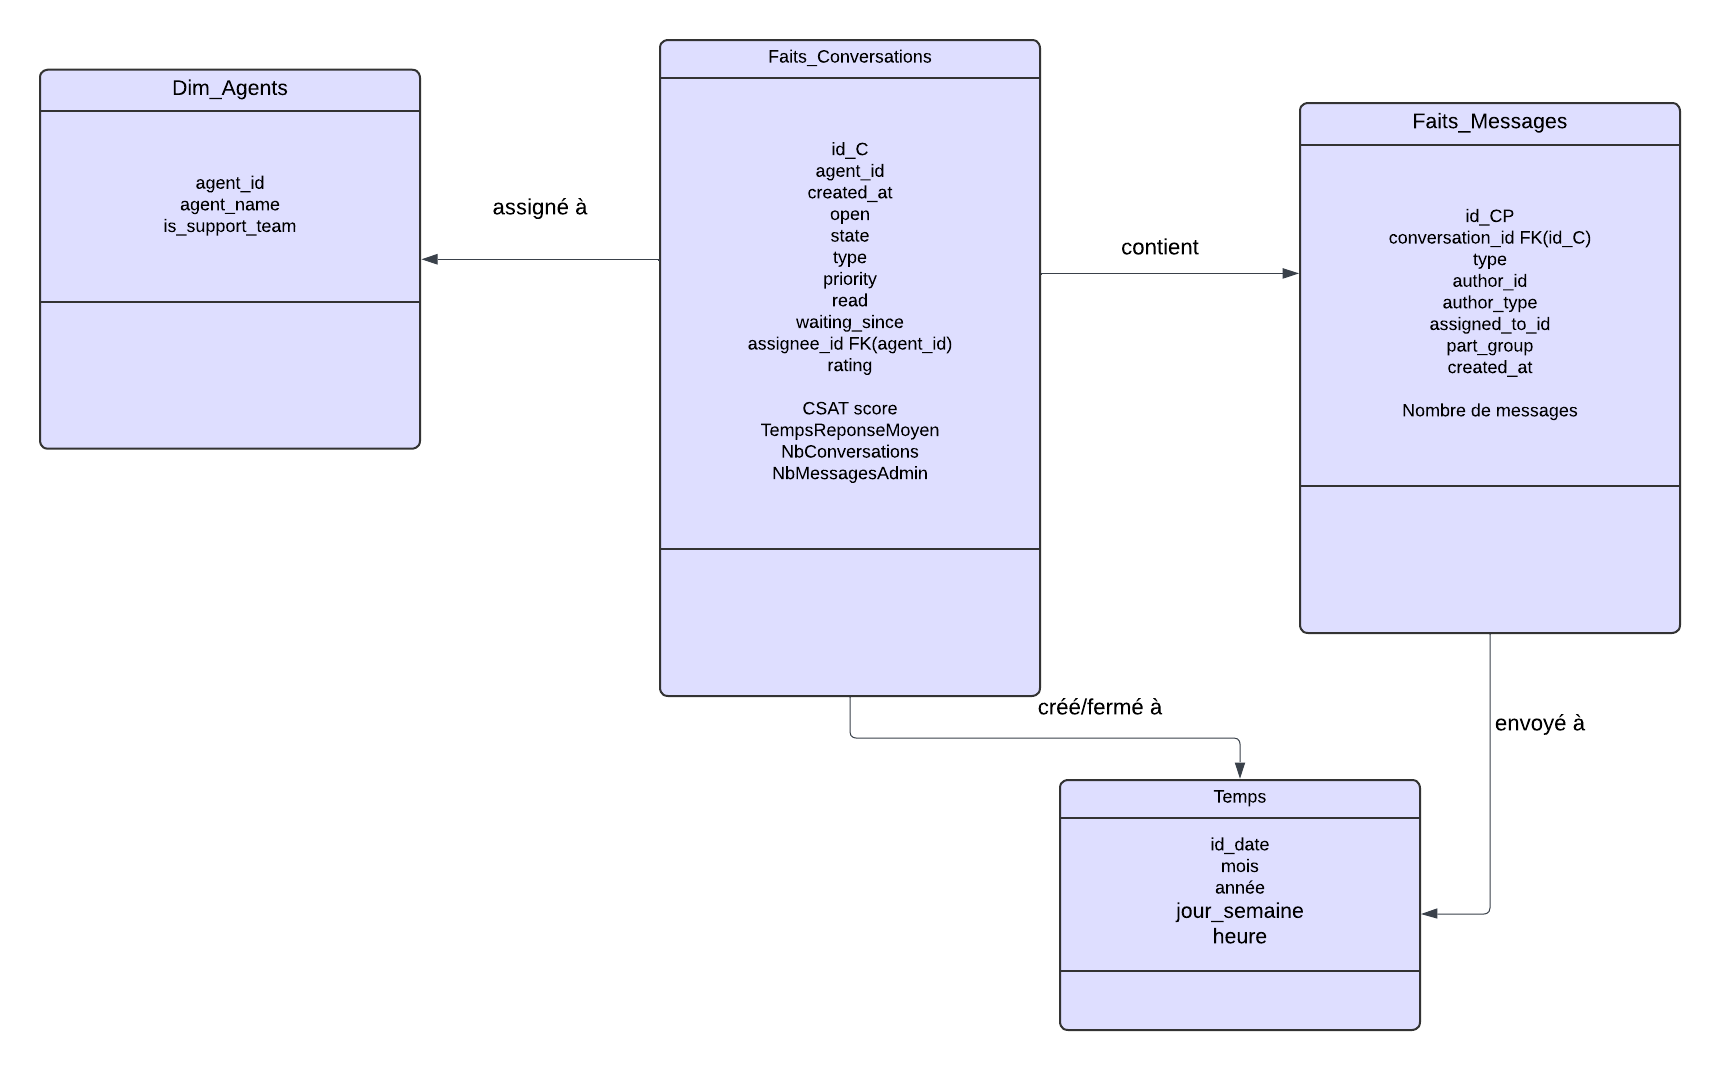 Dim_Agents
agent_id
agent_name
is_support_team
assigné à
Faits_Conversations
id_C
agent_id
created_at
open
state
type
priority
read
waiting_since
assignee_id FK(agent_id)
rating
CSAT score
TempsReponseMoyen
NbConversations
NbMessagesAdmin
contient
Faits_Messages
id_CP
conversation_id FK(id_C)
type
author_id
author_type
assigned_to_id
part_group
created_at
Nombre de messages
créé/fermé à
envoyé à
Temps
id_date
mois
année
jour_semaine
heure